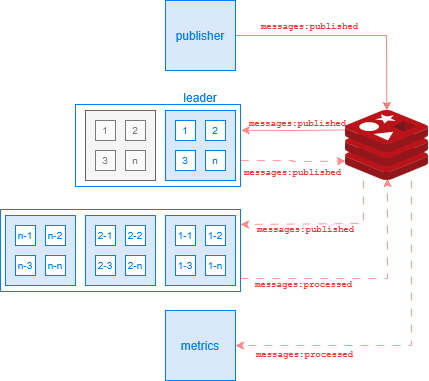 publisher
messages:published
leader
1 2 1 2
messages:published
3 n 3 n
messages:published
n-1 n-2 2-1 2-2 1-1 1-2
messages:published
n-3 n-n 2-3 2-n 1-3 1-n
messages:processed
metrics
messages:processed